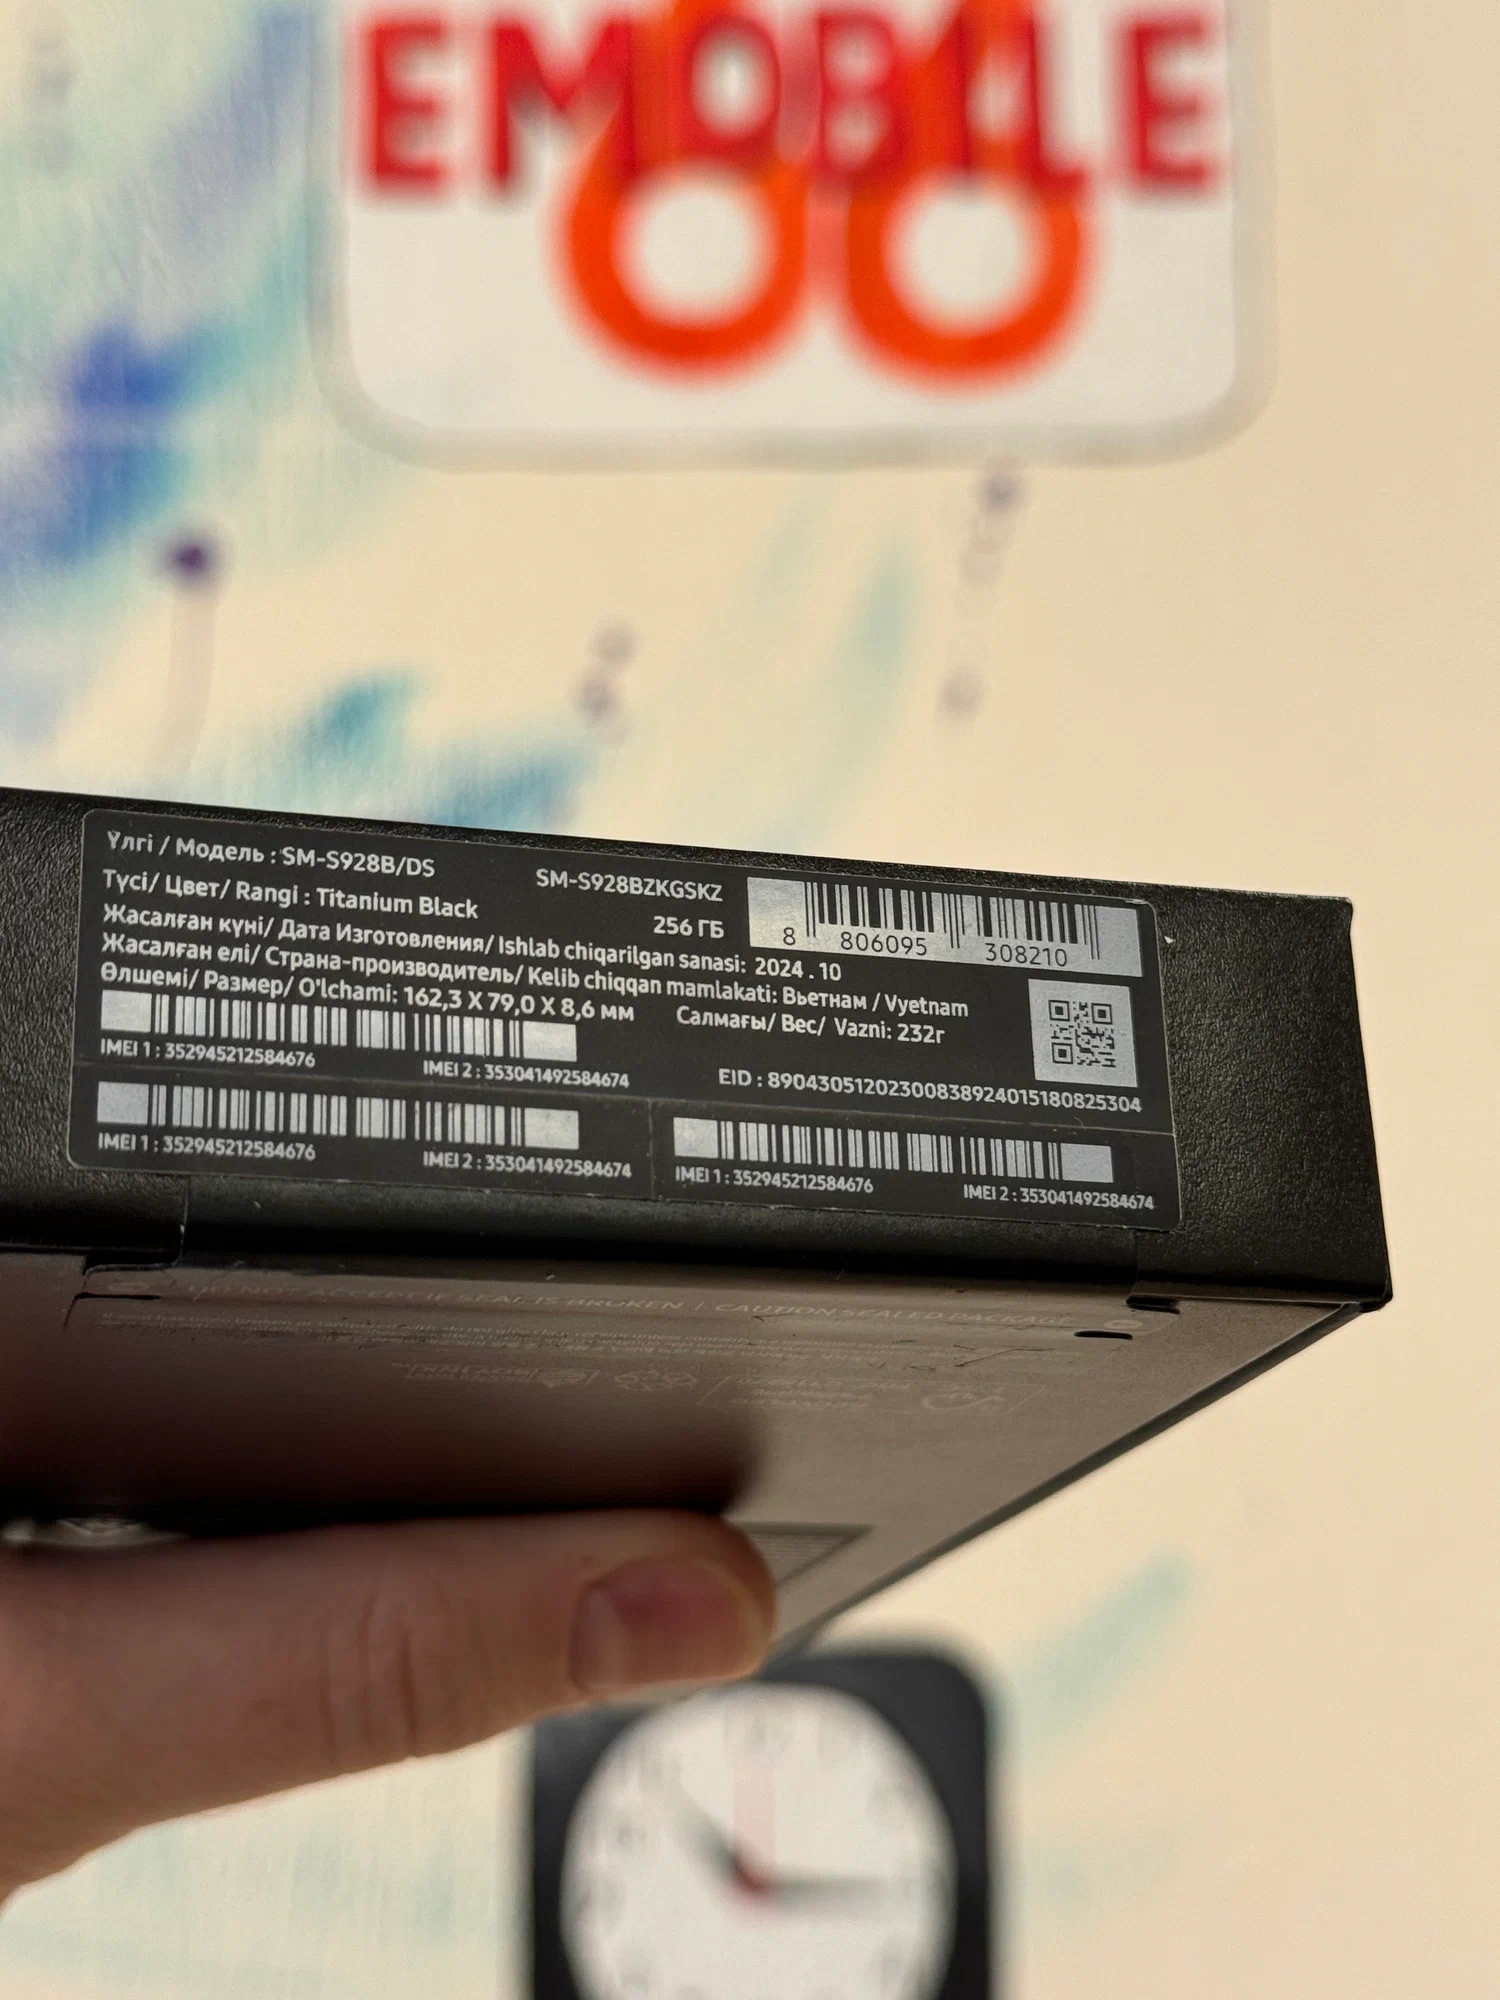 EMOBILE
Үлгі / Модель : SM-S928B/DS
SM-S928BZKGSKZ
Түсі/ Цвет/ Rangi : Titanium Black
256 ГБ
Жасалған күні/ Дата Изготовления/ Ishlab chiqarilgan sanasi: 2024 . 10
Жасалған елі/ Страна-производитель/ Kelib chiqqan mamlakati: Вьетнам / Vyetnam
Өлшемі/ Размер/ O'lchami: 162,3 X 79,0 X 8,6 мм
Салмағы/ Вес/ Vazni: 232г
8 806095 308210
IMEI 1 : 352945212584676 IMEI 2 : 353041492584674
EID : 89043051202300838924015180825304
IMEI 1 : 352945212584676 IMEI 2 : 353041492584674
IMEI 1 : 352945212584676 IMEI 2 : 353041492584674
DO NOT ACCEPT IF SEAL IS BROKEN | CAUTION SEALED PACKAGE